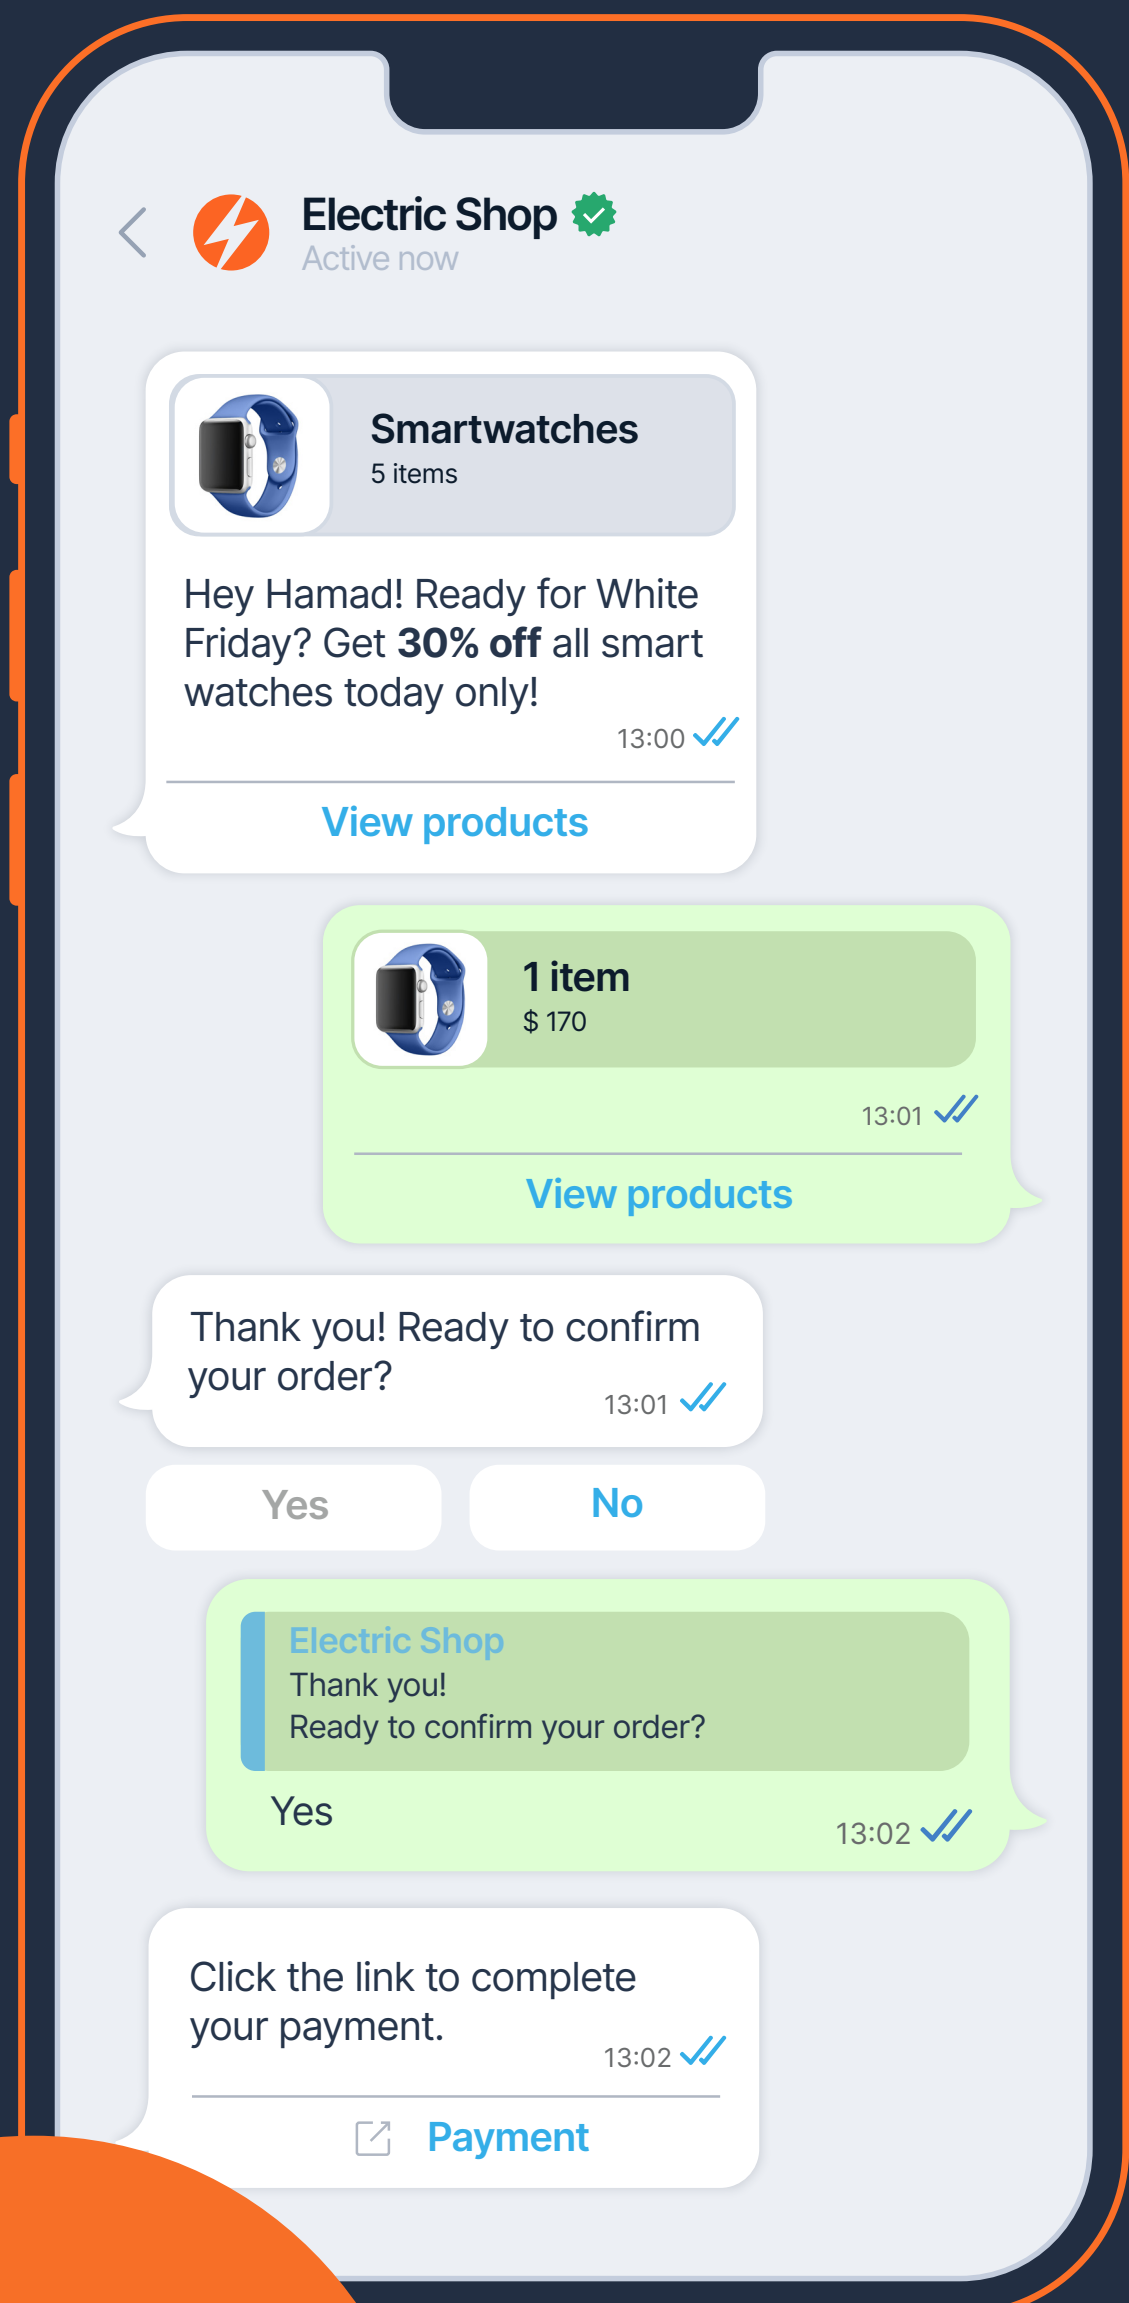 Electric Shop
Active now
Smartwatches
5 items
Hey Hamad! Ready for White
Friday? Get 30% off all smart
watches today only!
13:00
View products
1 item
$ 170
13:01
View products
Thank you! Ready to confirm
your order?
13:01
Yes
No
Electric Shop
Thank you!
Ready to confirm your order?
Yes
13:02
Click the link to complete
your payment.
13:02
Payment